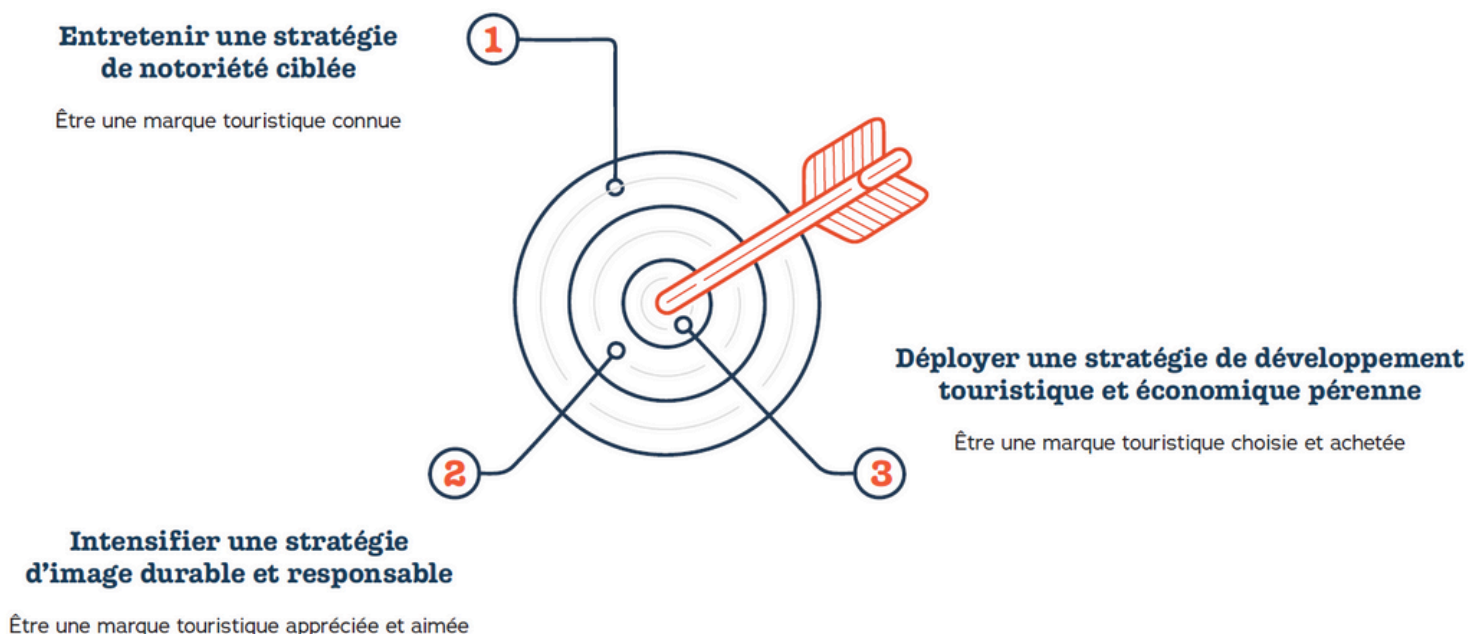 Entretenir une stratégie
de notoriété ciblée
Être une marque touristique connue
1
Déployer une stratégie de développement
touristique et économique pérenne
Être une marque touristique choisie et achetée
2
3
Intensifier une stratégie
d’image durable et responsable
Être une marque touristique appréciée et aimée